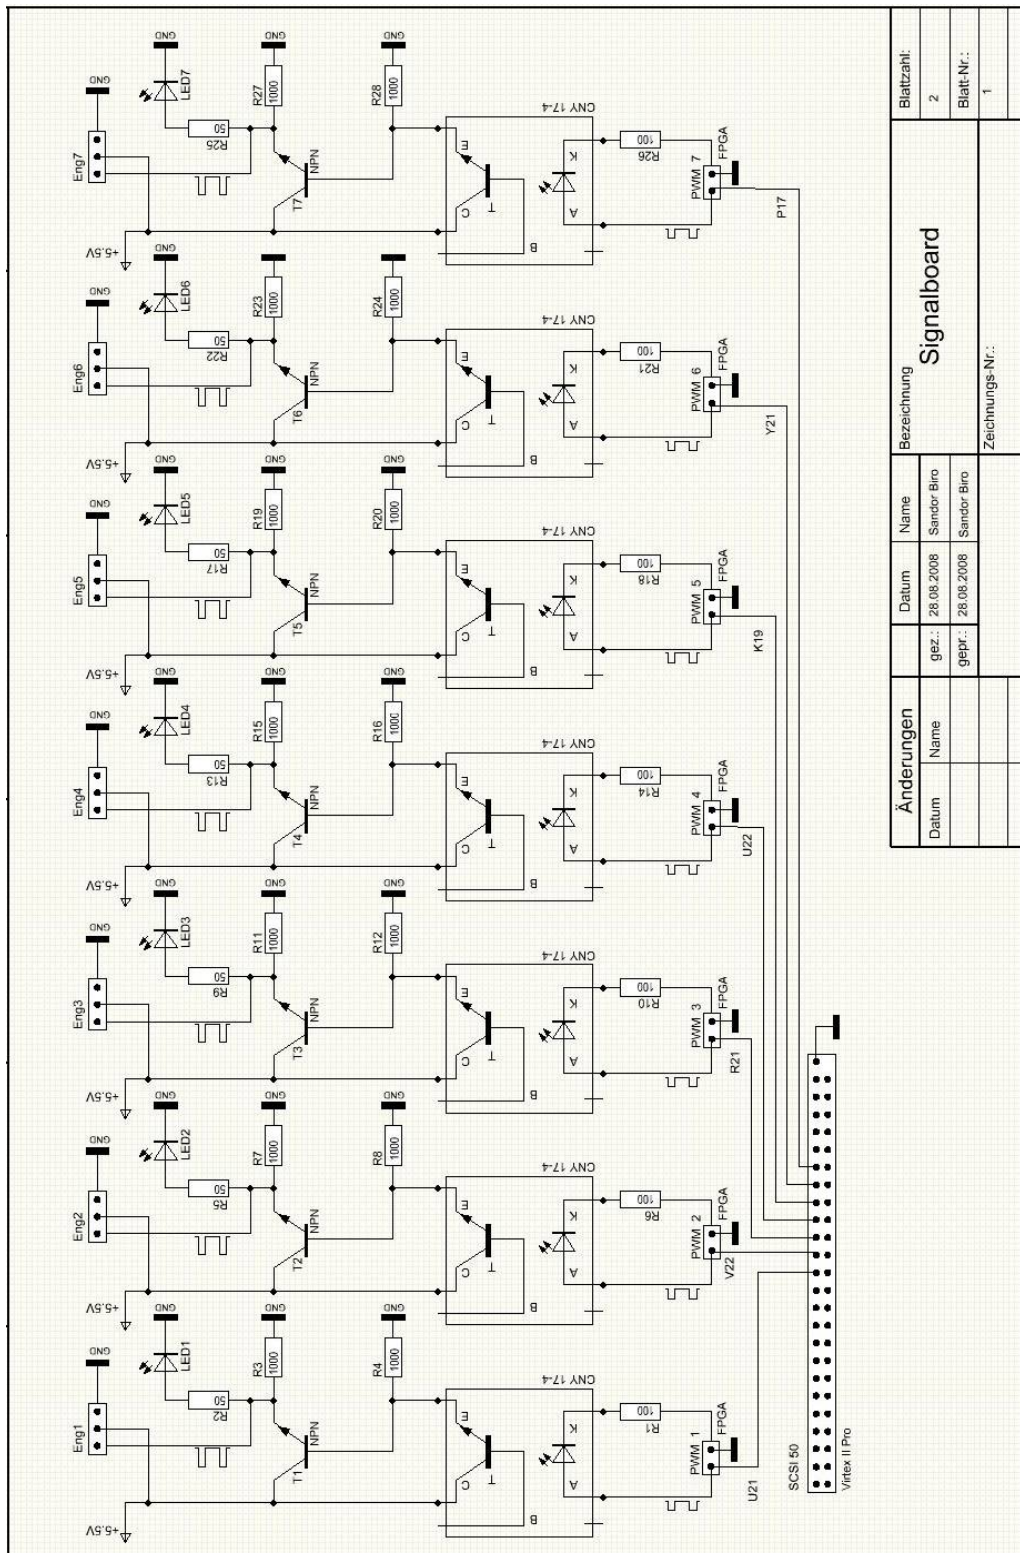 Eng1
GND
+5.5V
GND
LED1
50
R2
GND
R3
1000
T1
NPN
GND
R4
1000
CNY 17-4
E
C
T
B
K
A
100
R1
PWM 1
FPGA
U21
Eng2
GND
+5.5V
GND
LED2
50
R5
GND
R7
1000
T2
NPN
GND
R8
1000
CNY 17-4
E
C
T
B
K
A
100
R6
PWM 2
FPGA
V22
Eng3
GND
+5.5V
GND
LED3
50
R9
GND
R11
1000
T3
NPN
GND
R12
1000
CNY 17-4
E
C
T
B
K
A
100
R10
PWM 3
FPGA
R21
Eng4
GND
+5.5V
GND
LED4
50
R13
GND
R15
1000
T4
NPN
GND
R16
1000
CNY 17-4
E
C
T
B
K
A
100
R14
PWM 4
FPGA
U22
Eng5
GND
+5.5V
GND
LED5
50
R17
GND
R19
1000
T5
NPN
GND
R20
1000
CNY 17-4
E
C
T
B
K
A
100
R18
PWM 5
FPGA
K19
Eng6
GND
+5.5V
GND
LED6
50
R22
GND
R23
1000
T6
NPN
GND
R24
1000
CNY 17-4
E
C
T
B
K
A
100
R21
PWM 6
FPGA
Y21
Eng7
GND
+5.5V
GND
LED7
50
R25
GND
R27
1000
T7
NPN
GND
R28
1000
CNY 17-4
E
C
T
B
K
A
100
R26
PWM 7
FPGA
P17
SCSI 50
Virtex II Pro
Änderungen
Datum Name
Datum Name
gez.: 28.08.2008 Sandor Biro
gepr.: 28.08.2008 Sandor Biro
Bezeichnung
Signalboard
Zeichnungs-Nr.:
Blattzahl:
2
Blatt-Nr.:
1